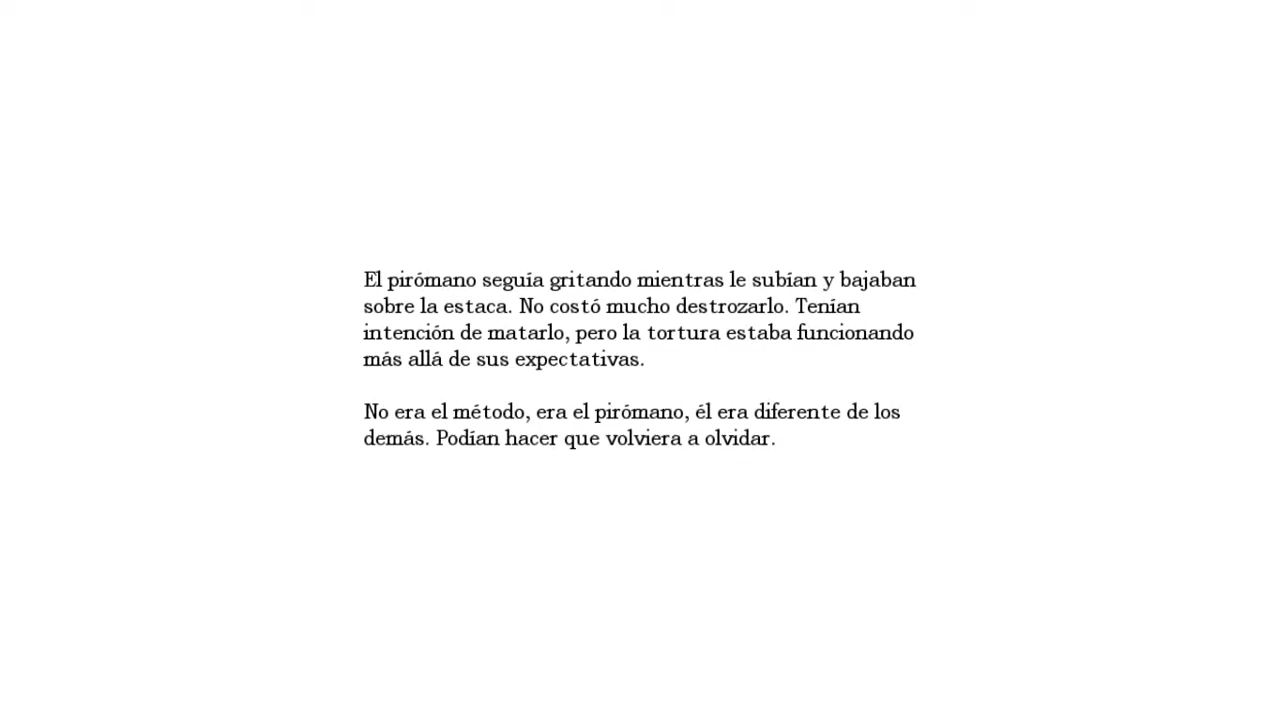 El pirómano seguía gritando mientras le subían y bajaban
sobre la estaca. No costó mucho destrozarlo. Tenían
intención de matarlo, pero la tortura estaba funcionando
más allá de sus expectativas.
No era el método, era el pirómano, él era diferente de los
demás. Podían hacer que volviera a olvidar.